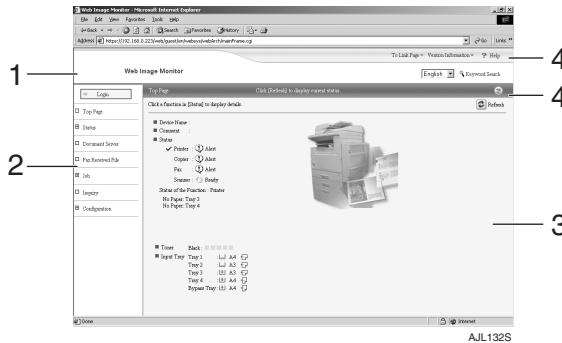 Web Image Monitor - Microsoft Internet Explorer
File Edit View Favorites Tools Help
Back Search Favorites History
Address https://192.168.0.223/web/guest/en/websys/webArch/mainFrame.cgi Go Links »
To Link Page Version Information ? Help
4
1
Web Image Monitor
English Keyword Search
Login
Top Page Click [Refresh] to display current status.
4
Click a function in [Status] to display details. Refresh
Top Page
Status
Document Server
Fax Received File
Job
Inquiry
Configuration
2
Device Name :
Comment :
Status
Printer : Alert
Copier : Alert
Fax : Alert
Scanner : Ready
Status of the Function : Printer
No Paper: Tray 3
No Paper: Tray 4
3
Toner Black :
Input Tray Tray 1 : A4
Tray 2 : A3
Tray 3 : A3
Tray 4 : A4
Bypass Tray : A4
Done Internet
AJL132S